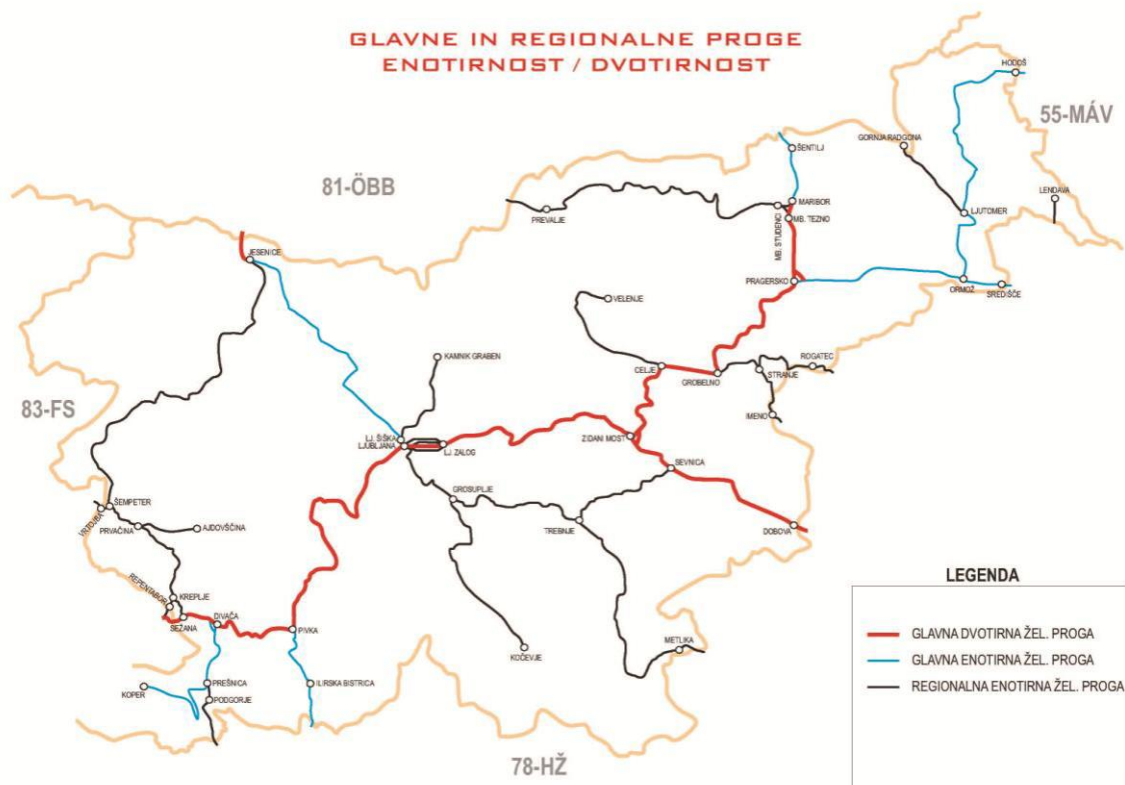 GLAVNE IN REGIONALNE PROGE
ENOTIRNOST / DVOTIRNOST
HODOŠ
55-MÁV
GORNJA RADGONA
ŠENTILJ
81-ÖBB
LENDAVA
PREVALJE
MARIBOR
MB. TEZNO
MB. STUDENO
LJUTOMER
JESENICE
PRAGERSKO
ORMOŽ
SREDIŠČE
VELENJE
KAMNIK GRABEN
ROGATEC
CELJE
GROBELNO
STRANJE
83-FS
IMENO
LJ. ŠIŠKA
LJUBLJANA
LJ. ZALOG
ZIDANI MOST
SEVNICA
GROSUPLJE
ŠEMPETER
VRTOJBA
PRVAČINA
AJDOVŠČINA
TREBNJE
DOBOVA
REPENTABOR
KREPLJE
SEŽANA
DIVAČA
PIVKA
KOČEVJE
METLIKA
KOPER
PREŠNICA
PODGORJE
ILIRSKA BISTRICA
78-HŽ
LEGENDA
GLAVNA DVOTIRNA ŽEL. PROGA
GLAVNA ENOTIRNA ŽEL. PROGA
REGIONALNA ENOTIRNA ŽEL. PROGA